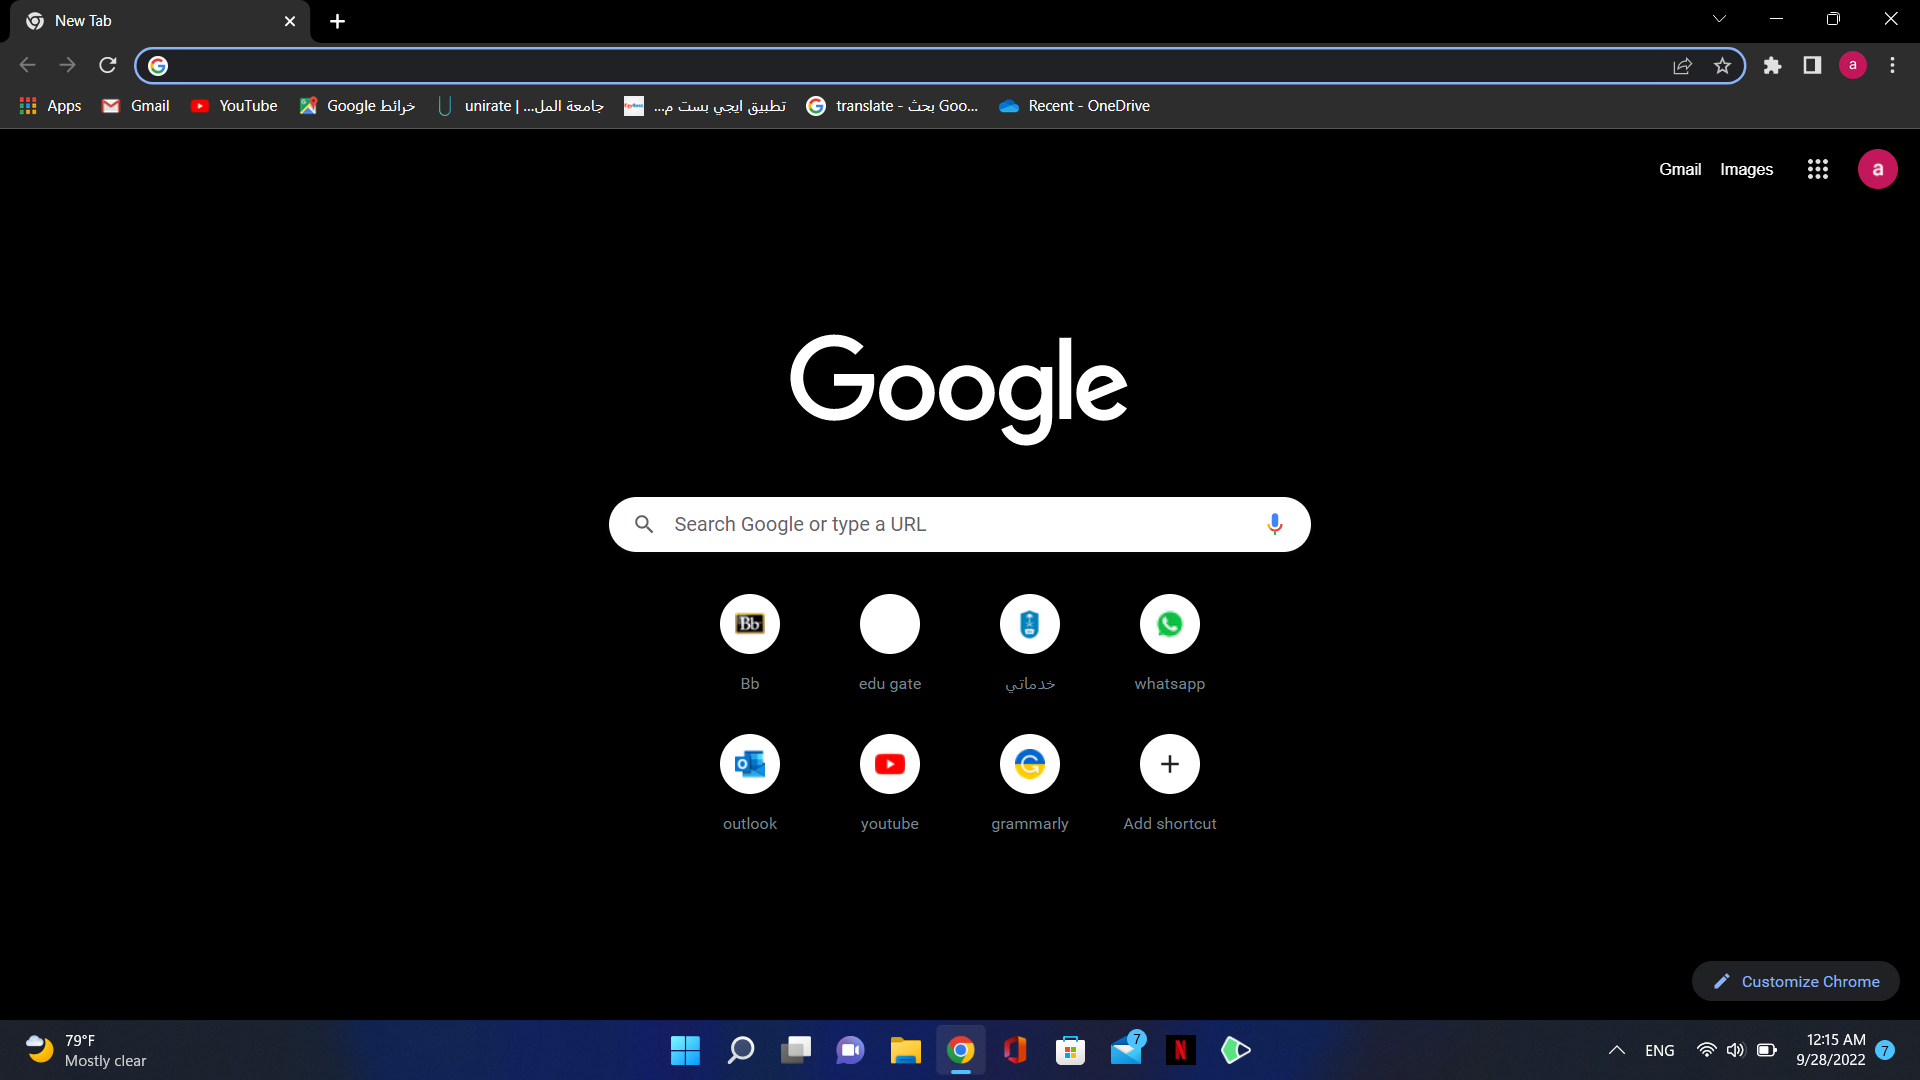 New Tab
a
Apps
Gmail
YouTube
Google خرائط
unirate | ...جامعة المل
تطبيق ايجي بست م...
translate - بحث Goo...
Recent - OneDrive
Gmail Images
a
Google
Search Google or type a URL
Bb
Bb
edu gate
خدماتي
whatsapp
outlook
youtube
grammarly
Add shortcut
Customize Chrome
79°F
Mostly clear
7
N
ENG
12:15 AM
9/28/2022
7